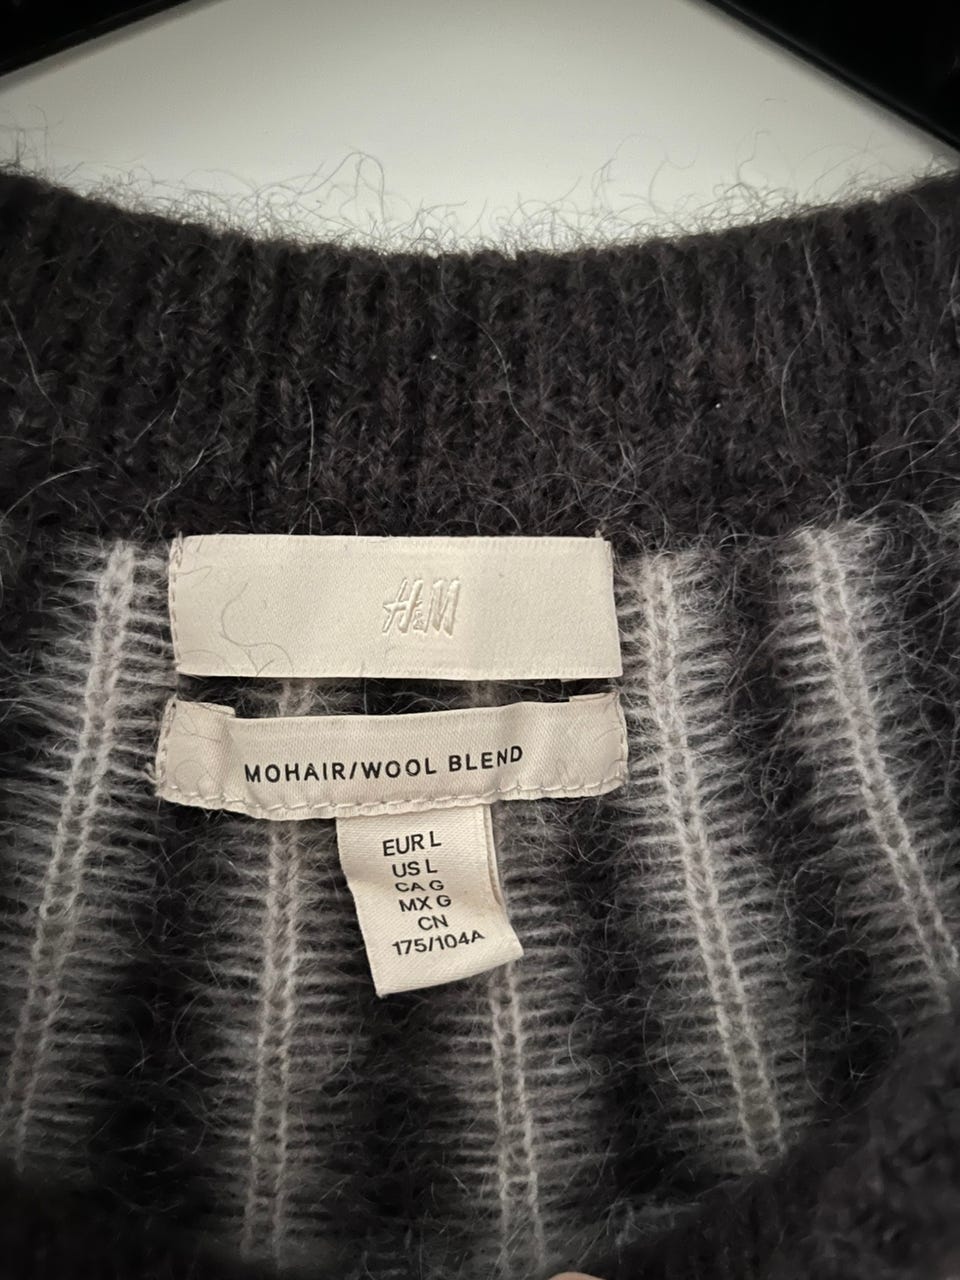 H&M
MOHAIR/WOOL BLEND
EUR L
US L
CA G
MX G
CN
175/104A